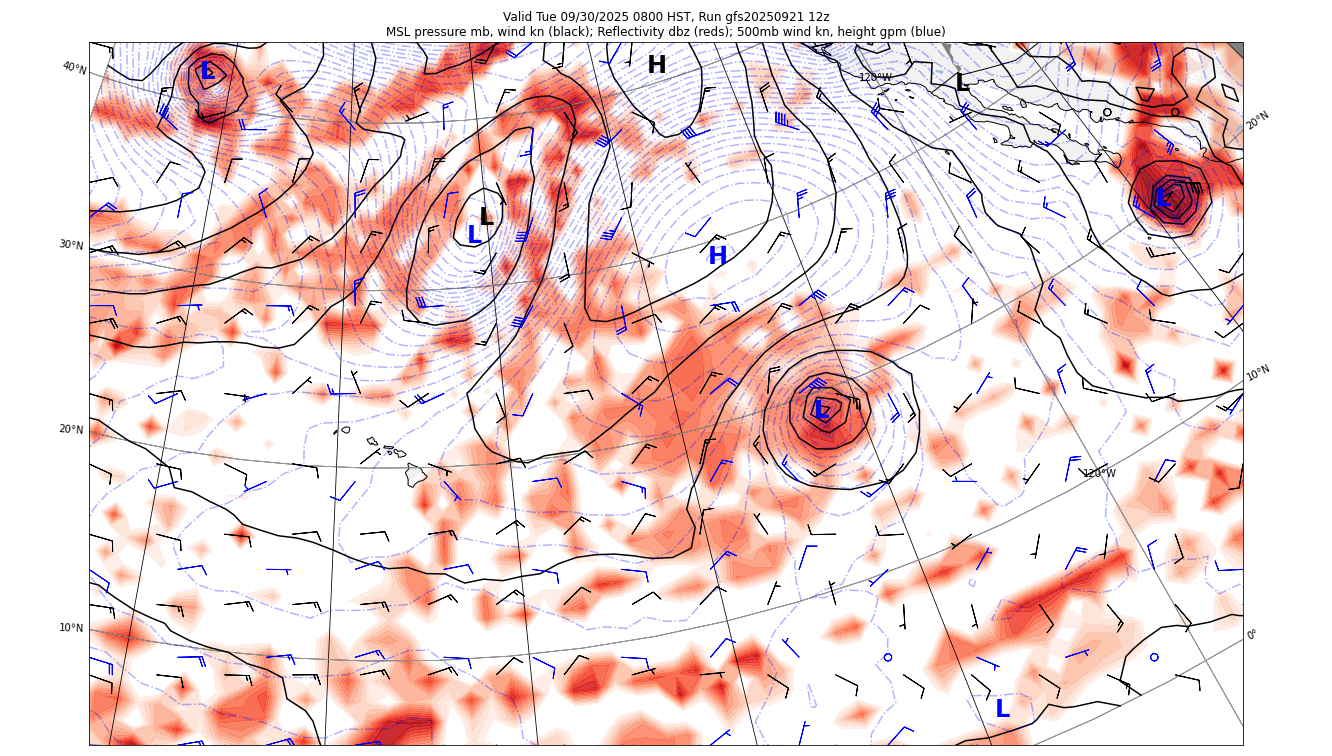 Valid Tue 09/30/2025 0800 HST, Run gfs20250921 12z
MSL pressure mb, wind kn (black); Reflectivity dbz (reds); 500mb wind kn, height gpm (blue)
40°N
L
H
120°W
L
20°N
L
30°N
L
L
H
10°N
L
20°N
120°W
10°N
0°
L